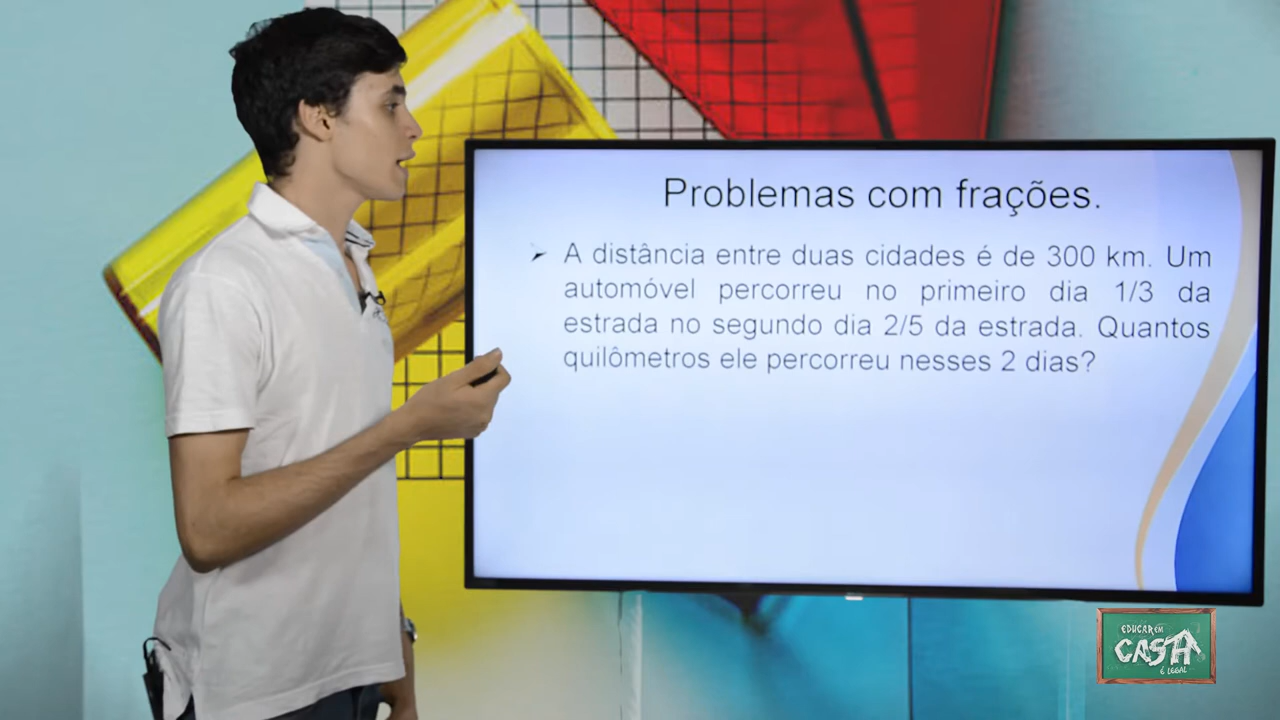 Problemas com frações.
A distância entre duas cidades é de 300 km. Um
automóvel percorreu no primeiro dia 1/3 da
estrada no segundo dia 2/5 da estrada. Quantos
quilômetros ele percorreu nesses 2 dias?
EDUCAR EM
CASA
É LEGAL